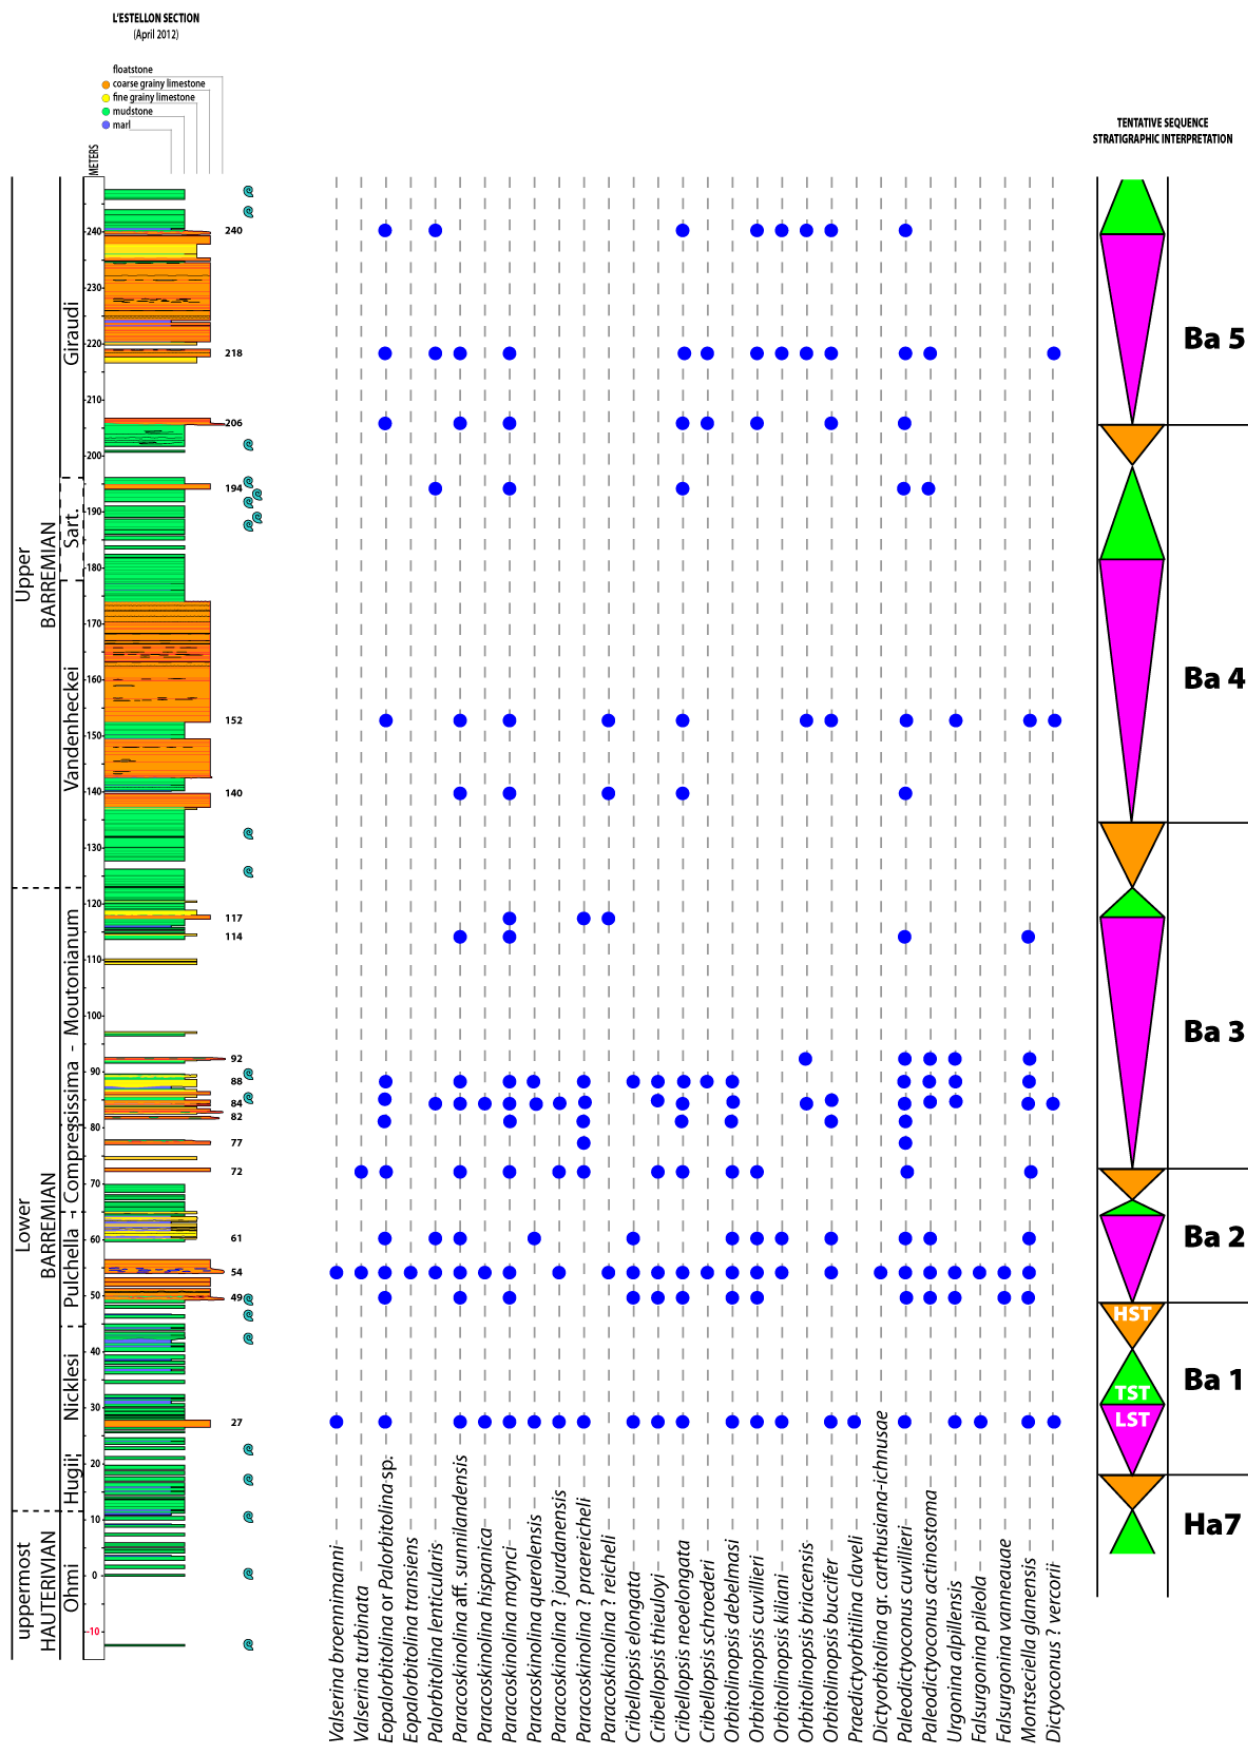 L'ESTELLON SECTION
(April 2012)
floatstone
coarse grainy limestone
fine grainy limestone
mudstone
marl
METERS
TENTATIVE SEQUENCE
STRATIGRAPHIC INTERPRETATION
Upper
BARREMIAN
Lower
BARREMIAN
uppermost
HAUTERIVIAN
Giraudi
Sart.
Vandenheckei
Compressissima - Moutonianum
Pulchella
Nicklesi
Hugii
Ohmi
240
230
220
210
200
190
180
170
160
150
140
130
120
110
100
90
80
70
60
50
40
30
20
10
0
-10
240
218
206
194
152
140
117
114
92
88
84
82
77
72
61
54
49
27
Valserina broennimanni
Valserina turbinata
Eopalorbitolina or Palorbitolina sp.
Eopalorbitolina transiens
Palorbitolina lenticularis
Paracoskinolina aff. sunnilandensis
Paracoskinolina hispanica
Paracoskinolina maynci
Paracoskinolina querolensis
Paracoskinolina ? jourdanensis
Paracoskinolina ? praereicheli
Paracoskinolina ? reicheli
Cribellopsis elongata
Cribellopsis thieuloyi
Cribellopsis neoelongata
Cribellopsis schroederi
Orbitolinopsis debelmasi
Orbitolinopsis cuvillieri
Orbitolinopsis kiliani
Orbitolinopsis briacensis
Orbitolinopsis buccifer
Praedictyorbitilina claveli
Dictyorbitolina gr. carthusiana-ichnusae
Paleodictyoconus cuvillieri
Paleodictyoconus actinostoma
Urgonina alpillensis
Falsurgonina pileola
Falsurgonina vanneauae
Montseciella glanensis
Dictyoconus ? vercorii
Ba 5
Ba 4
Ba 3
Ba 2
HST
Ba 1
TST
LST
Ha7